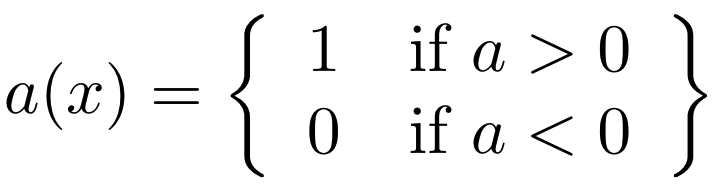 a(x) = { 1 if a > 0
0 if a < 0 }